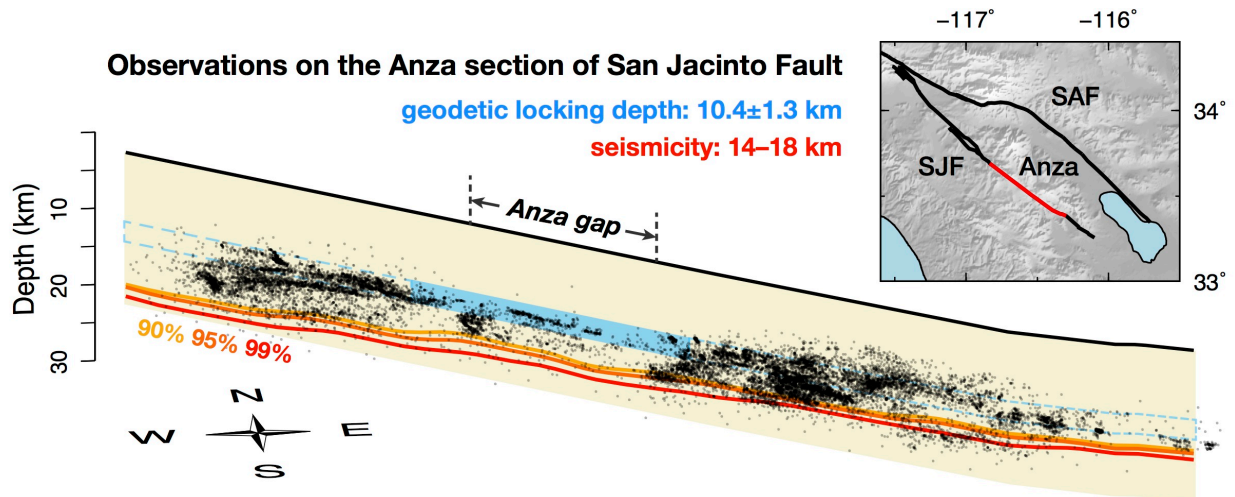 Observations on the Anza section of San Jacinto Fault
geodetic locking depth: 10.4±1.3 km
seismicity: 14–18 km
−117˚
−116˚
SAF
34˚
SJF
Anza
33˚
Anza gap
Depth (km)
10
20
30
90% 95% 99%
N
W
E
S